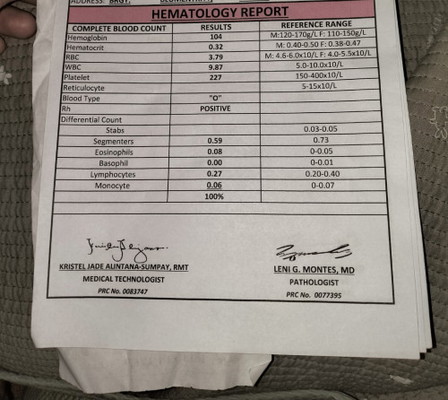 ADDRESS: BRGY.
HEMATOLOGY REPORT
COMPLETE BLOOD COUNT RESULTS REFERENCE RANGE
Hemoglobin 104 M:120-170g/L F: 110-150g/L
Hematocrit 0.32 M: 0.40-0.50 F: 0.38-0.47
RBC 3.79 M: 4.6-6.0x10/L F: 4.0-5.5x10/L
WBC 9.87 5.0-10.0x10/L
Platelet 227 150-400x10/L
Reticulocyte 5-15x10/L
Blood Type "O"
Rh POSITIVE
Differential Count
Stabs 0.03-0.05
Segmenters 0.59 0.73
Eosinophils 0.08 0-0.05
Basophil 0.00 0-0.01
Lymphocytes 0.27 0.20-0.40
Monocyte 0.06 0-0.07
100%
KRISTEL JADE ALINTANA-SUMPAY, RMT LENI G. MONTES, MD
MEDICAL TECHNOLOGIST PATHOLOGIST
PRC No. 0083747 PRC No. 0077395